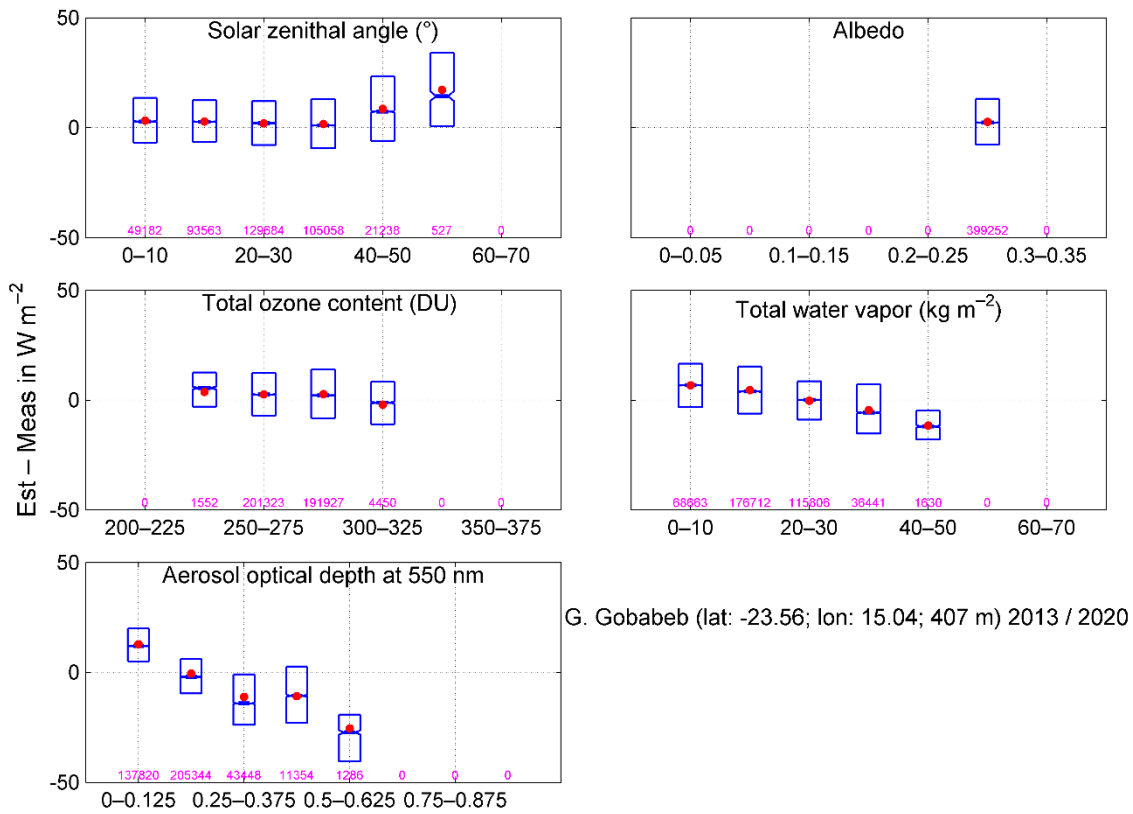 Est – Meas in W m⁻²
Solar zenithal angle (°)
50
0
-50
49182 93563 129684 105058 21238 527 0
0–10 20–30 40–50 60–70
Albedo
0 0 0 0 0 399252 0
0–0.05 0.1–0.15 0.2–0.25 0.3–0.35
Total ozone content (DU)
50
0
-50
0 1552 201323 191927 4450 0 0
200–225 250–275 300–325 350–375
Total water vapor (kg m⁻²)
68663 176712 115806 36441 1630 0 0
0–10 20–30 40–50 60–70
Aerosol optical depth at 550 nm
50
0
-50
137820 205344 43448 11354 1286 0 0 0
0–0.125 0.25–0.375 0.5–0.625 0.75–0.875
G. Gobabeb (lat: -23.56; lon: 15.04; 407 m) 2013 / 2020